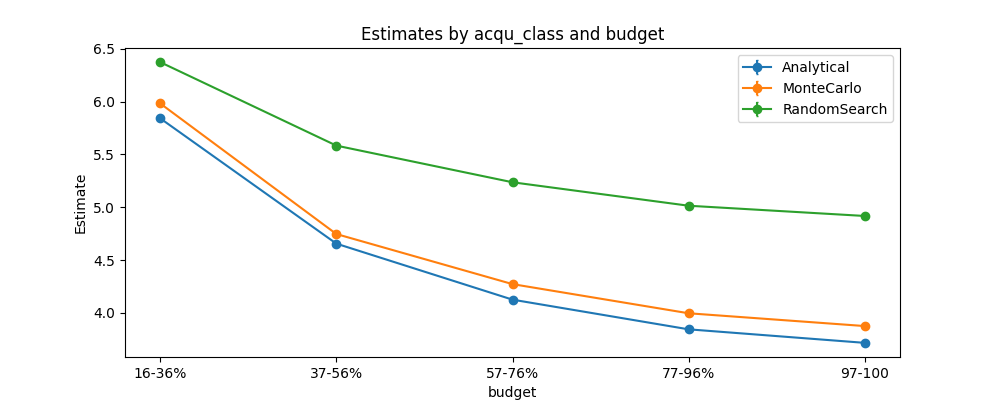 Estimates by acqu_class and budget
Estimate
6.5
6.0
5.5
5.0
4.5
4.0
Analytical
MonteCarlo
RandomSearch
16-36%
37-56%
57-76%
77-96%
97-100
budget